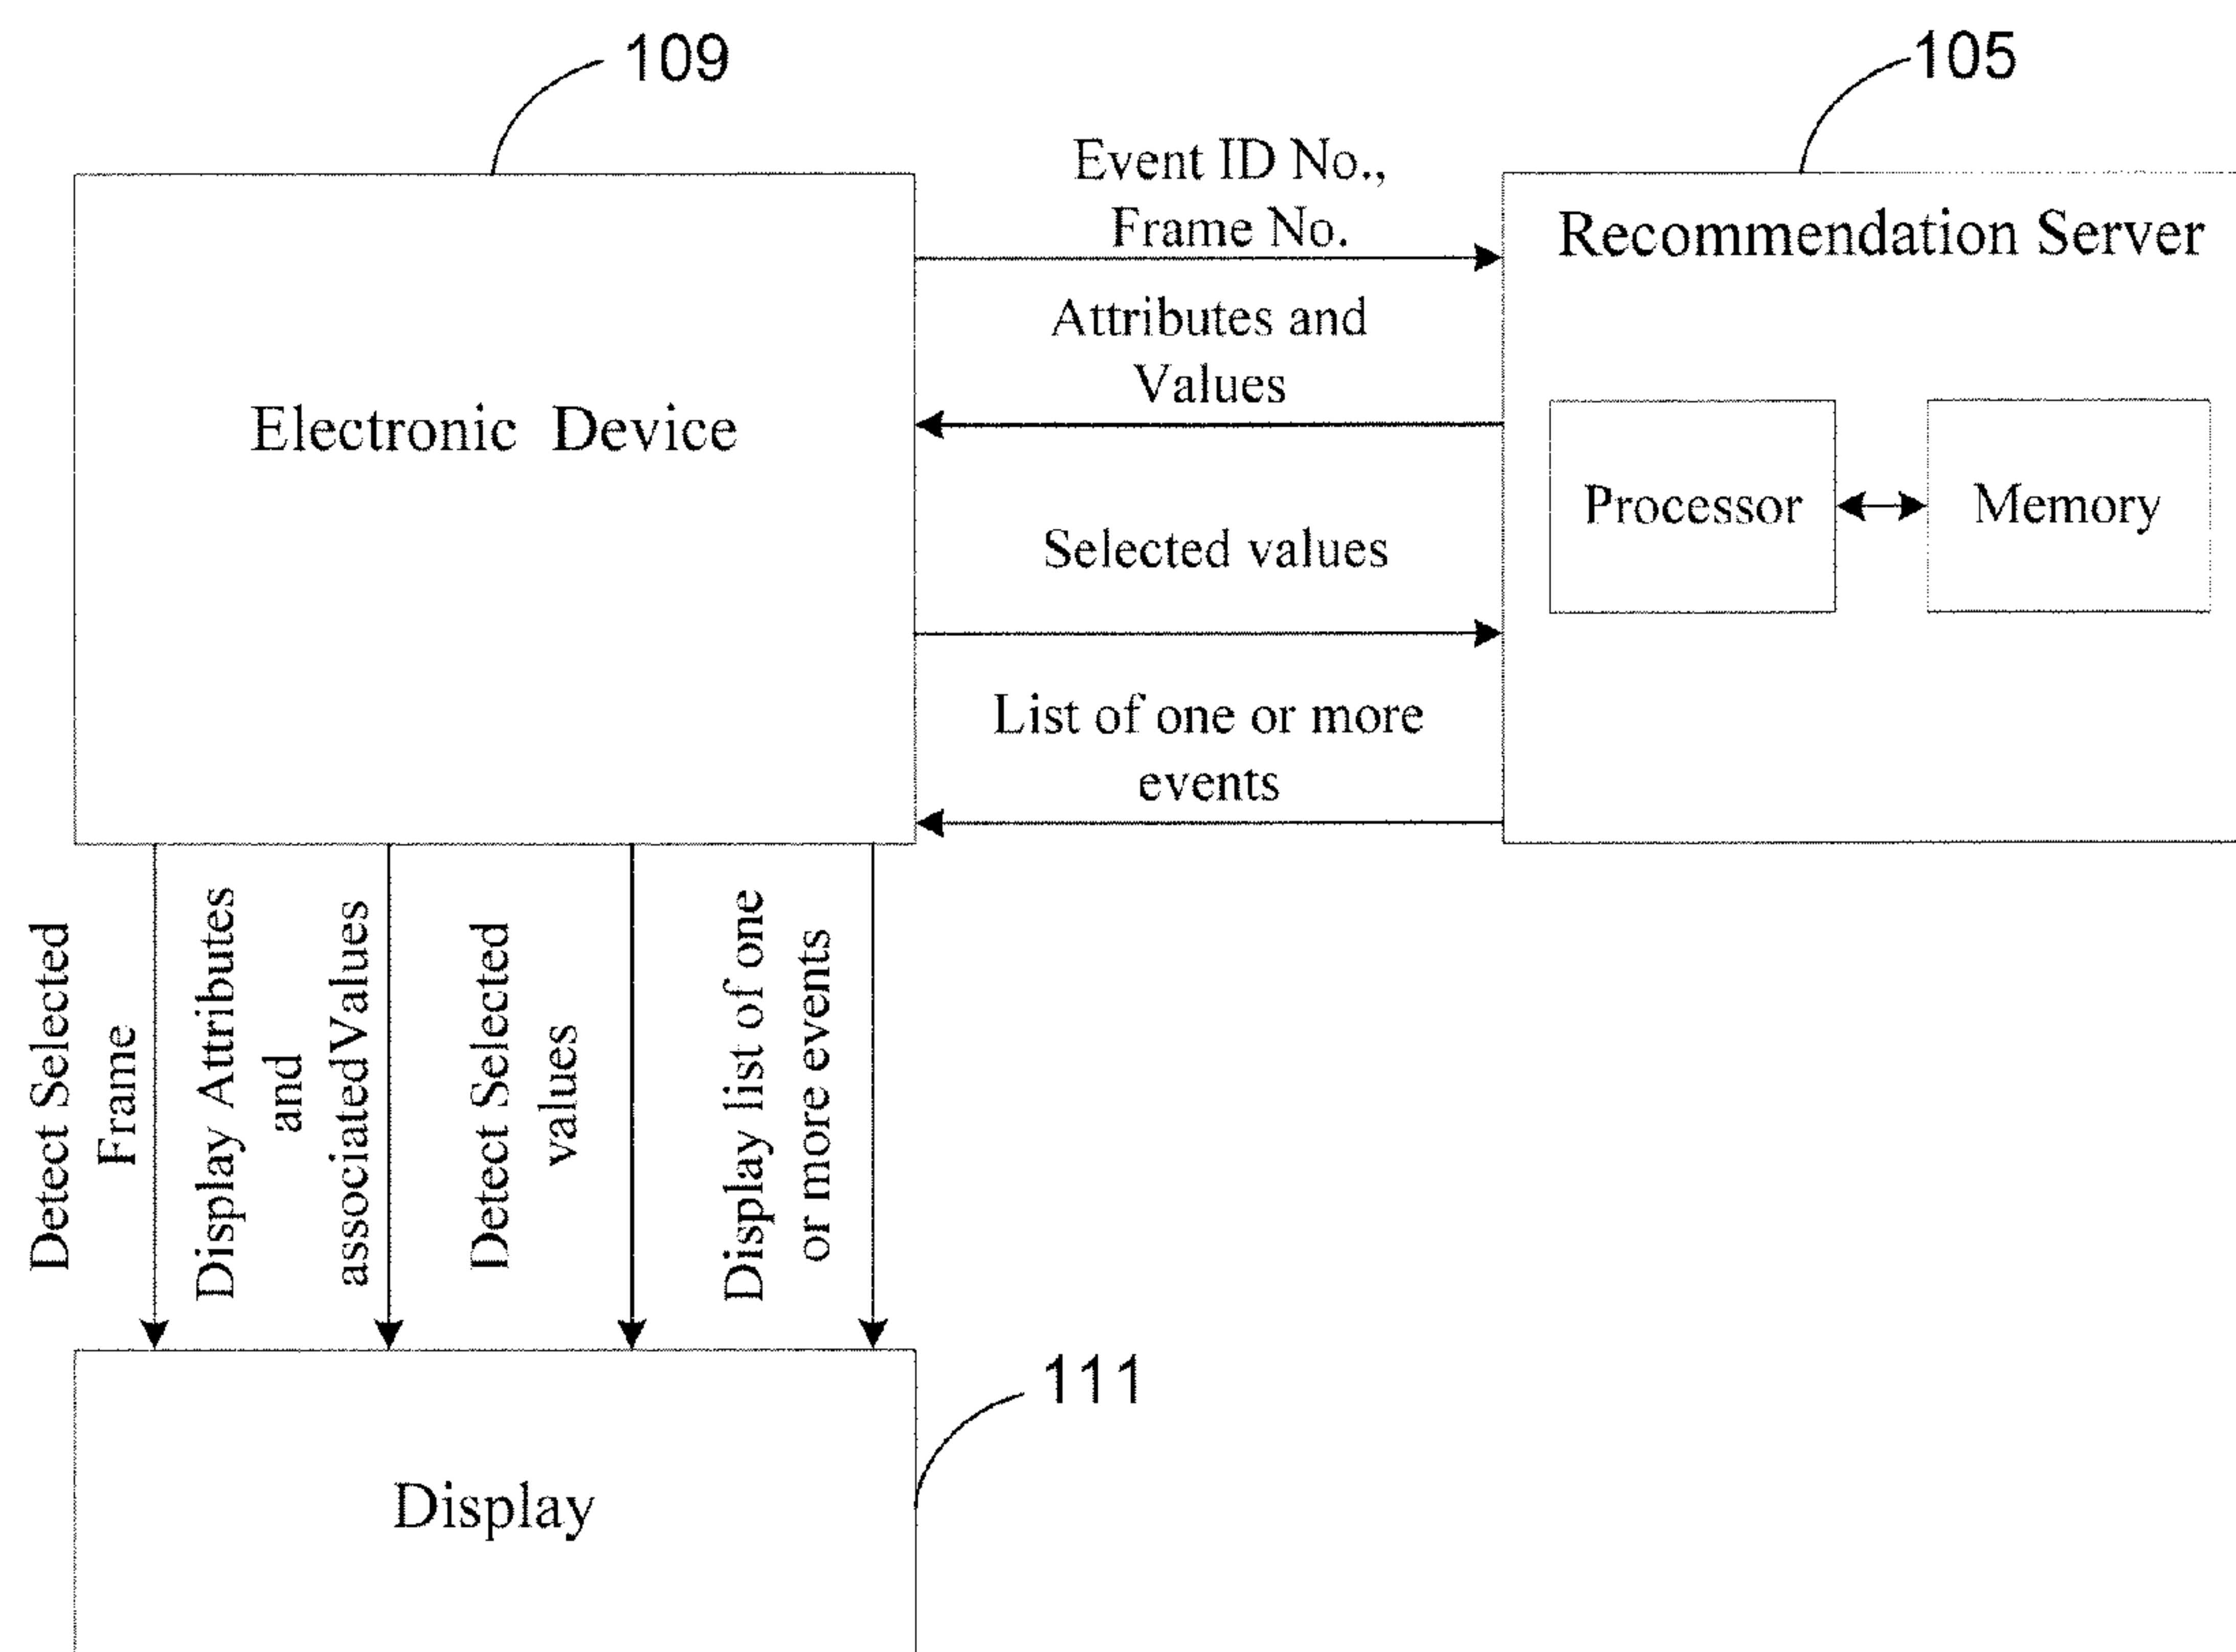 109
105
Event ID No.,
Frame No.
Recommendation Server
Attributes and
Values
Electronic Device
Processor
Memory
Selected values
List of one or more
events
Detect Selected
Frame
Display Attributes
and
associatedValues
Detect Selected
values
Display list of one
or more events
111
Display